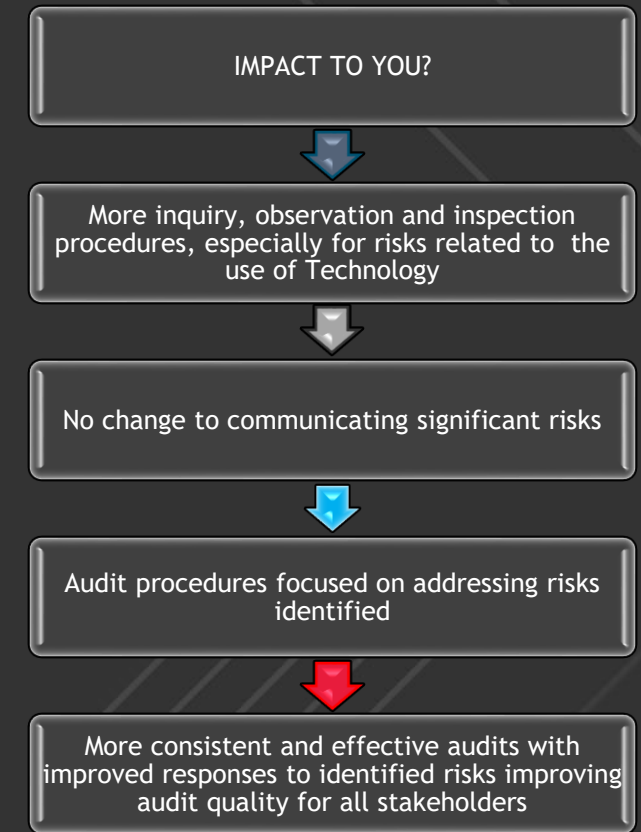 IMPACT TO YOU?
More inquiry, observation and inspection
procedures, especially for risks related to  the
use of Technology
No change to communicating significant risks
Audit procedures focused on addressing risks
identified
More consistent and effective audits with
improved responses to identified risks improving
audit quality for all stakeholders